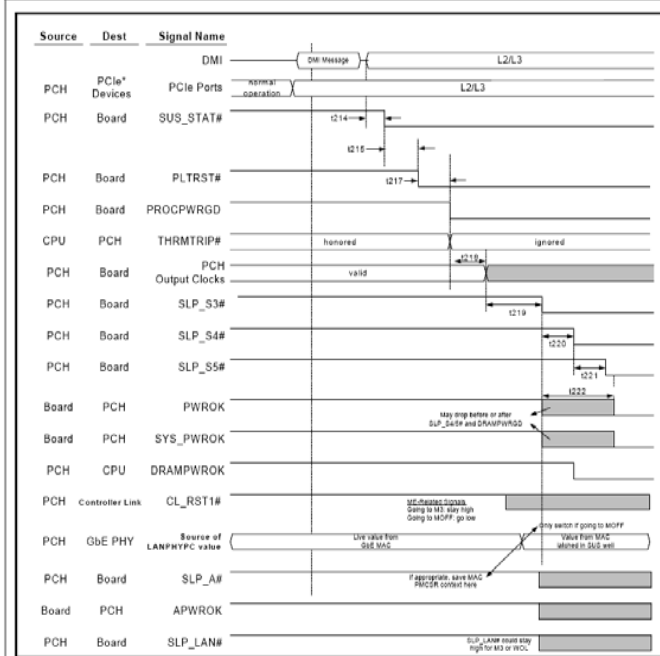 Source Dest Signal Name
DMI DMI Message L2/L3
PCH PCIe* Devices PCIe Ports normal operation L2/L3
PCH Board SUS_STAT# t214
t215
PCH Board PLTRST# t217
PCH Board PROCPWRGD
CPU PCH THRMTRIP# honored ignored
t218
PCH Board PCH Output Clocks valid
PCH Board SLP_S3# t219
PCH Board SLP_S4# t220
PCH Board SLP_S5# t221
t222
Board PCH PWROK
May drop before or after
SLP_S4/5# and DRAMPWRGD
Board PCH SYS_PWROK
PCH CPU DRAMPWROK
PCH Controller Link CL_RST1#
ME-Related Signals
Going to M3: stay high
Going to MOFF: go low
Only switch if going to MOFF
PCH GbE PHY Source of LANPHYPC value
Live value from
GbE MAC
Value from MAC
latched in SUS well
PCH Board SLP_A#
If appropriate, save MAC
PMCSR context here
Board PCH APWROK
PCH Board SLP_LAN#
SLP_LAN# could stay
high for M3 or WOL